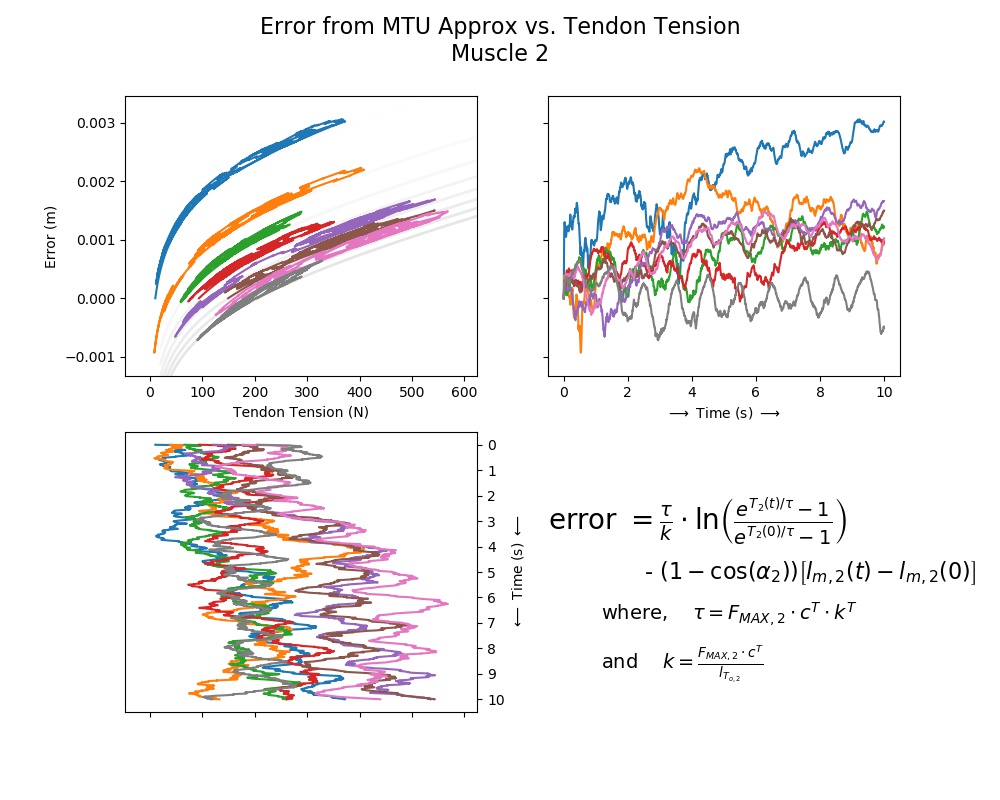 Error from MTU Approx vs. Tendon Tension
Muscle 2
Error (m)
0.003
0.002
0.001
0.000
−0.001
0 100 200 300 400 500 600
Tendon Tension (N)
0 2 4 6 8 10
⟶ Time (s) ⟶
0
1
2
3
4
5
6
7
8
9
10
⟵ Time (s) ⟵
error = \frac{τ}{k} · ln(\frac{e^{T_2(t)/τ} − 1}{e^{T_2(0)/τ} − 1})
- (1 − cos(α_2))[l_{m,2}(t) − l_{m,2}(0)]
where, τ = F_{MAX,2} · c^T · k^T
and k = \frac{F_{MAX,2} · c^T}{l_{T_{o,2}}}